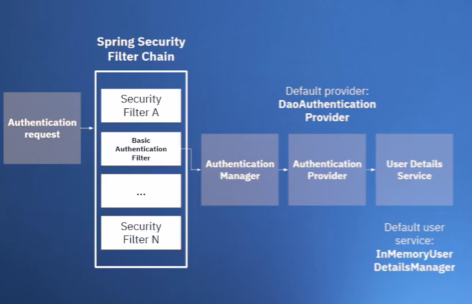 Spring Security
Filter Chain
Authentication
request
Security
Filter A
Basic
Authentication
Filter
...
Security
Filter N
Authentication
Manager
Default provider:
DaoAuthentication
Provider
Authentication
Provider
User Details
Service
Default user
service:
InMemoryUser
DetailsManager